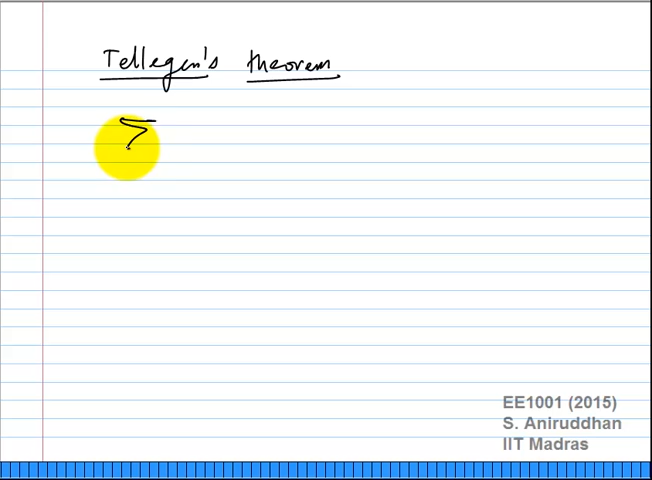 Tellegen's theorem
EE1001 (2015)
S. Aniruddhan
IIT Madras